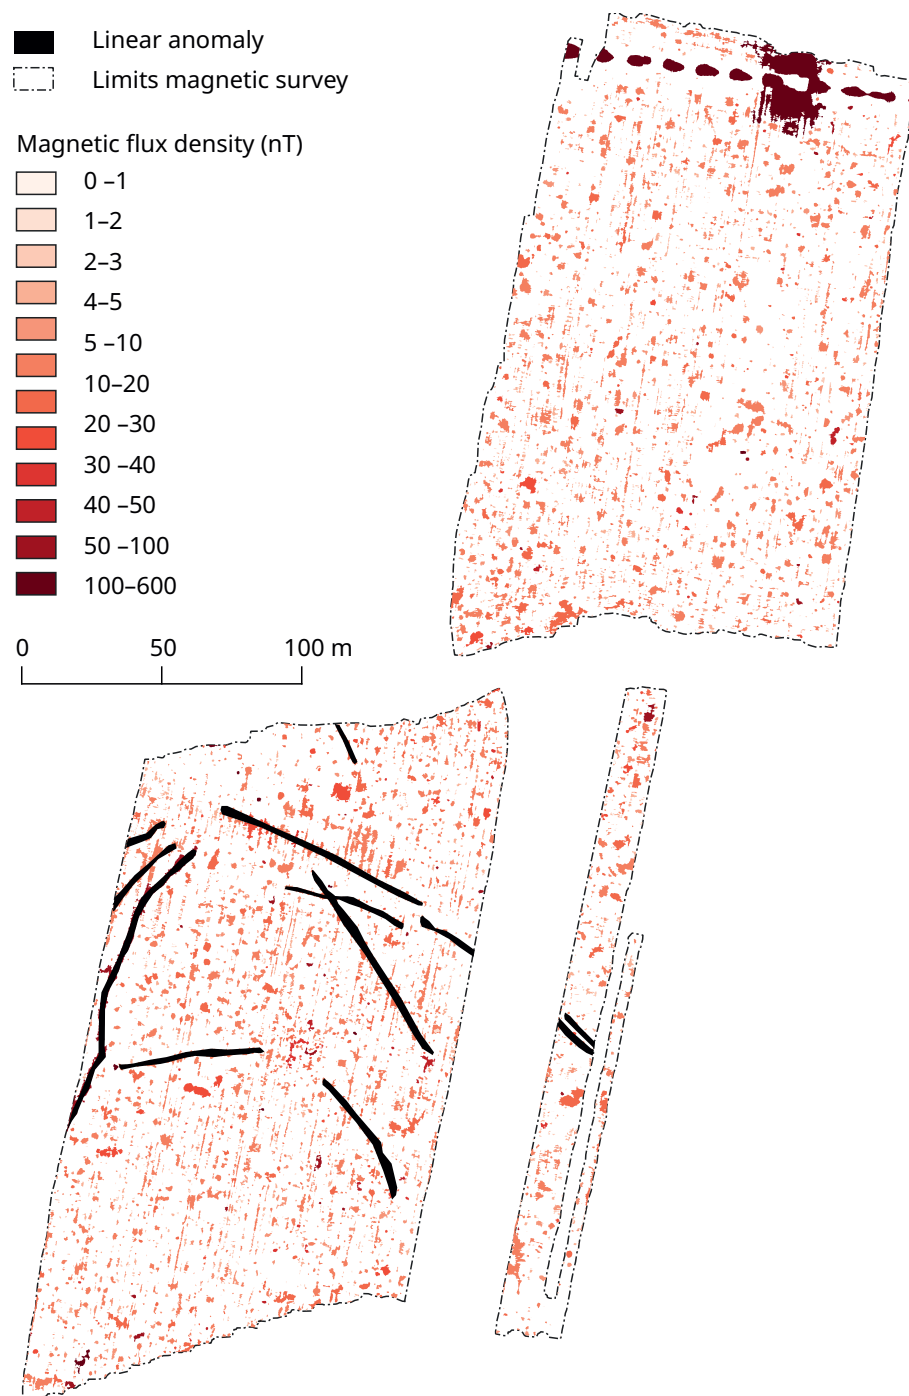 Linear anomaly
Limits magnetic survey
Magnetic flux density (nT)
0 –1
1–2
2–3
4–5
5 –10
10–20
20 –30
30 –40
40 –50
50 –100
100–600
0 50 100 m